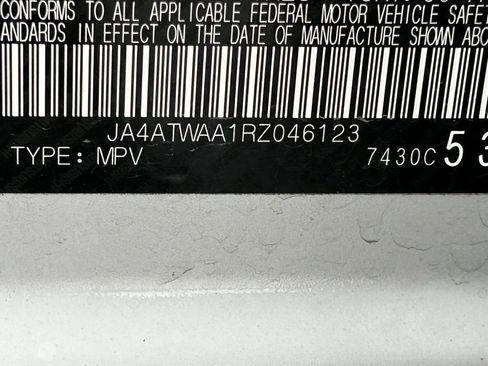 CONFORMS TO ALL APPLICABLE FEDERAL MOTOR VEHICLE SAFET
STANDARDS IN EFFECT ON THE DATE OF MANUFACTURE SHOWN ABO
JA4ATWAA1RZ046123
TYPE: MPV 7430C 53